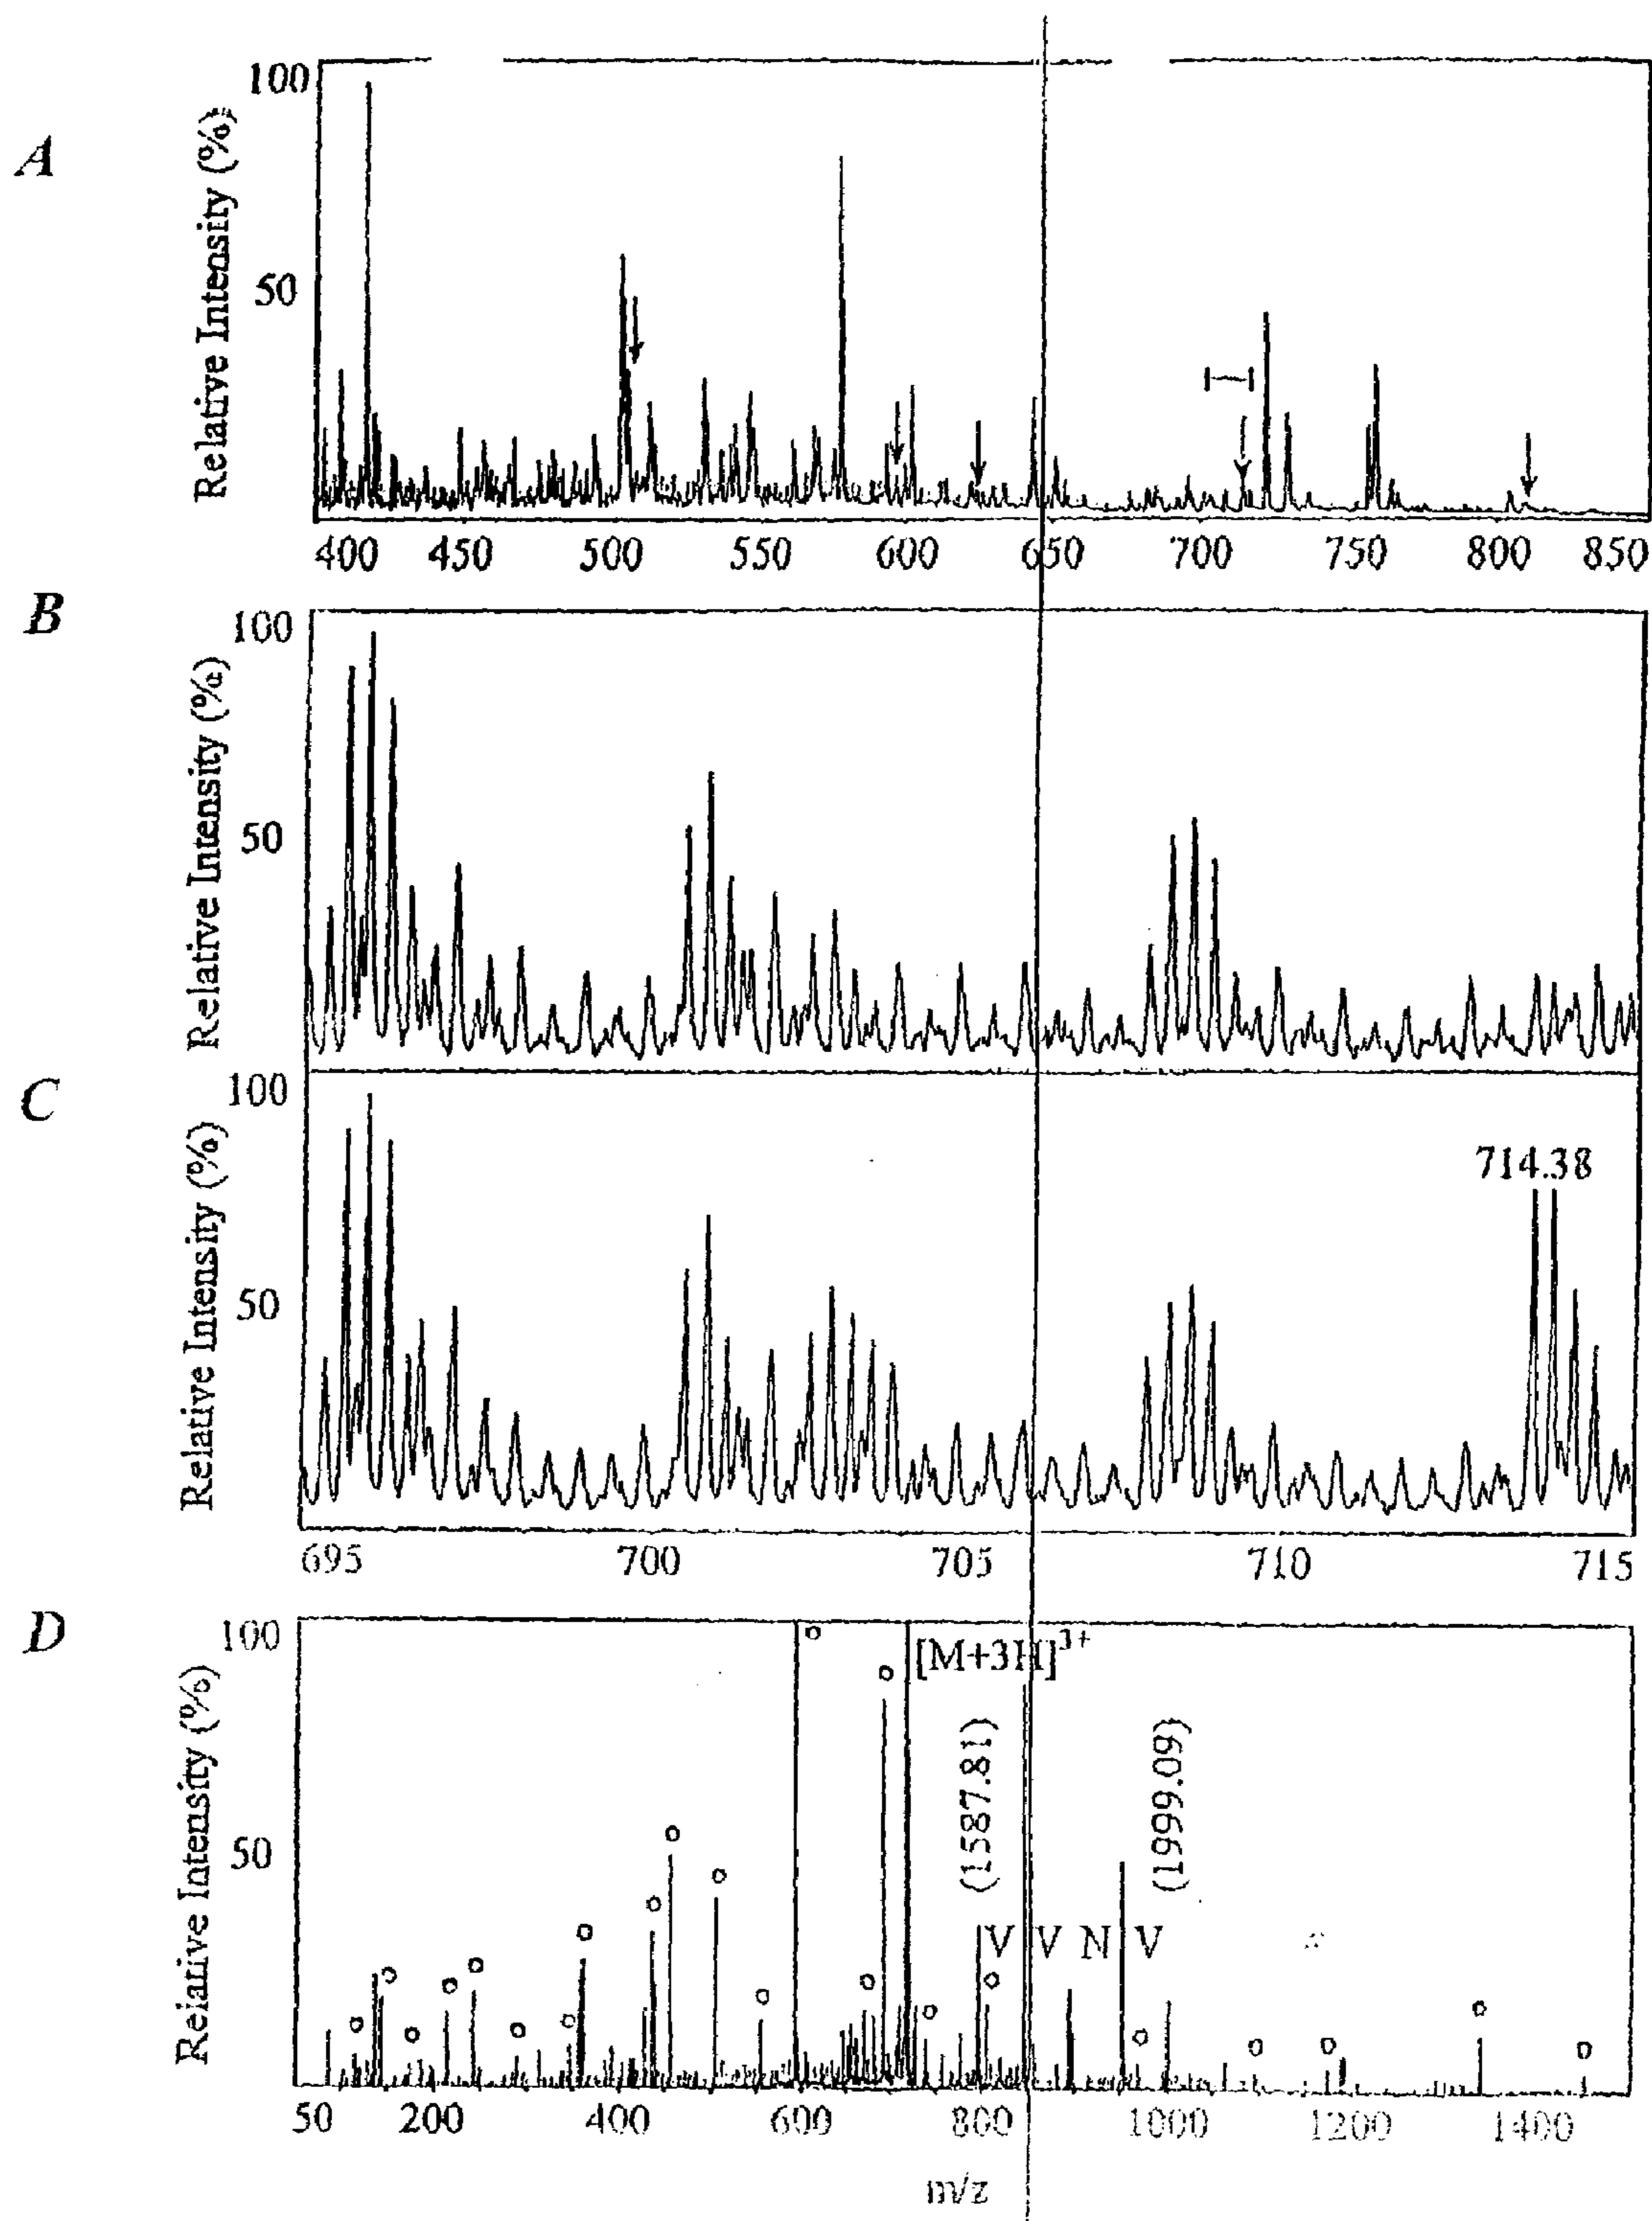 A
Relative Intensity (%)
100
50
400 450 500 550 600 650 700 750 800 850
B
Relative Intensity (%)
100
50
C
Relative Intensity (%)
100
50
714.38
695 700 705 710 715
D
Relative Intensity (%)
100
50
[M+3H]3+
(1587.81)
(1999.09)
V V N V
50 200 400 600 800 1000 1200 1400
m/z